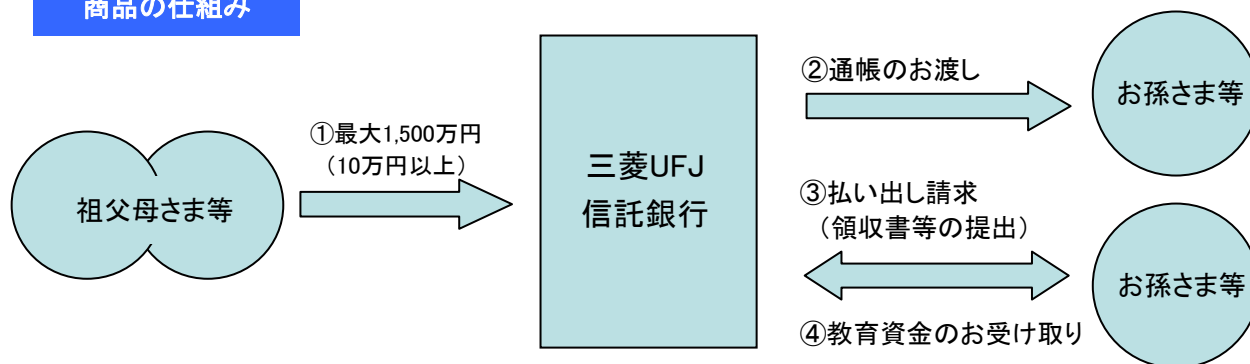 商品の仕組み
祖父母さま等
①最大1,500万円
（10万円以上）
三菱UFJ
信託銀行
②通帳のお渡し
お孫さま等
③払い出し請求
（領収書等の提出）
④教育資金のお受け取り
お孫さま等